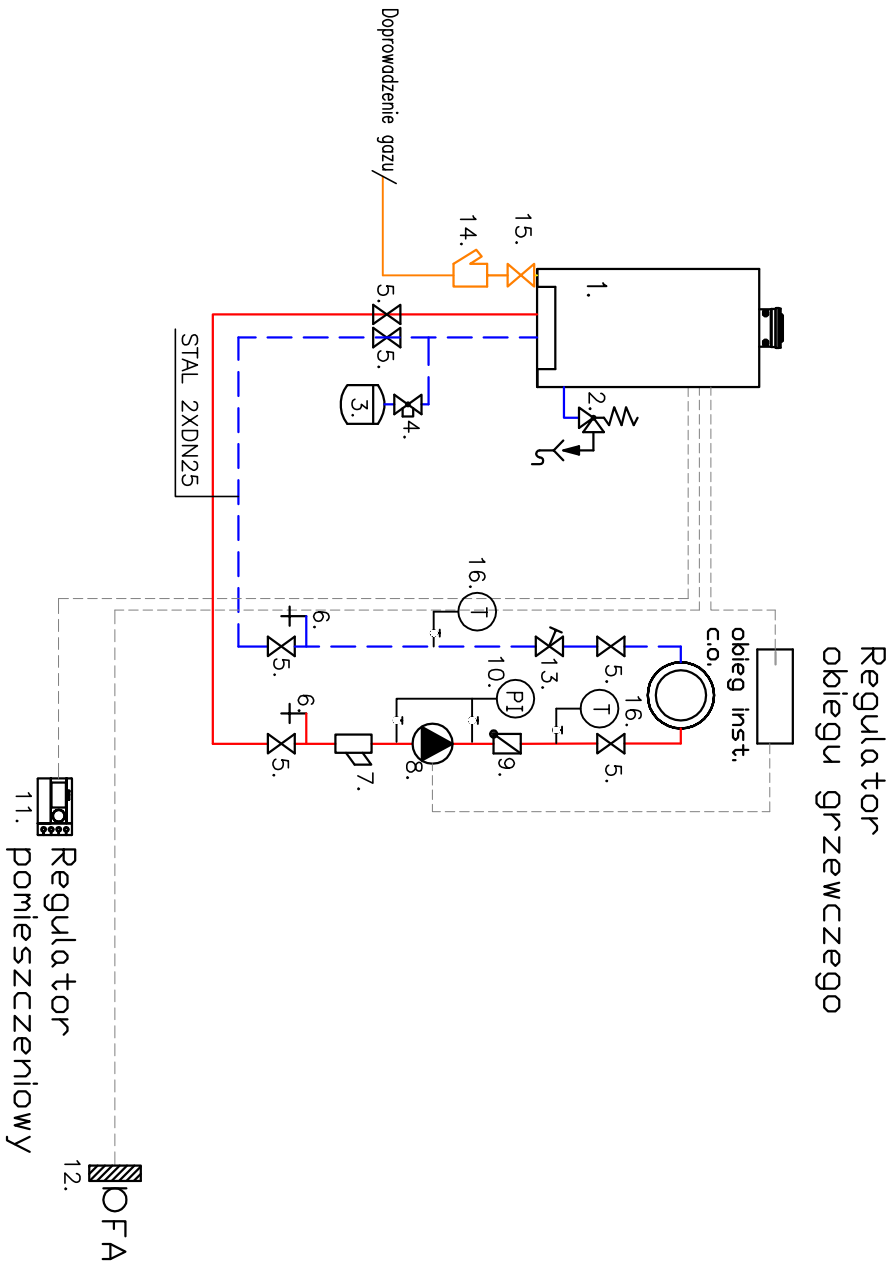 Regulator
obiegu grzewczego
obieg inst.
c.o.
16.
5.
5.
T
1.
2.
13.
15.
PI
9.
10.
T
16.
14.
8.
4.
Doprowadzenie gazu
5.
5.
7.
3.
6.
6.
5.
5.
STAL 2XDN25
OFA
12.
Regulator
pomieszczeniowy
11.